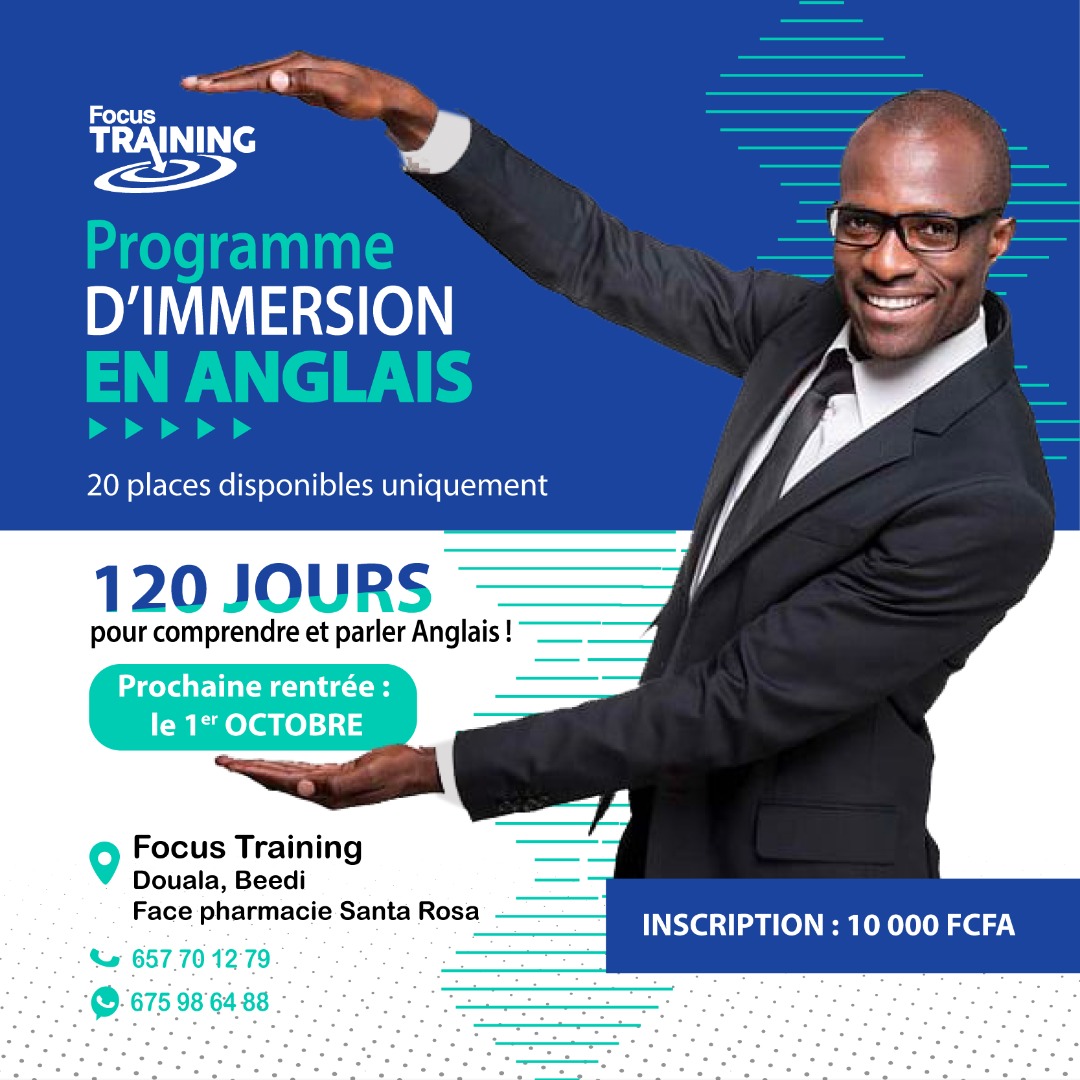 Focus
TRAINING
Programme
D'IMMERSION
EN ANGLAIS
20 places disponibles uniquement
120 JOURS
pour comprendre et parler Anglais !
Prochaine rentrée :
le 1er OCTOBRE
Focus Training
Douala, Beedi
Face pharmacie Santa Rosa
657 70 12 79
675 98 64 88
INSCRIPTION : 10 000 FCFA